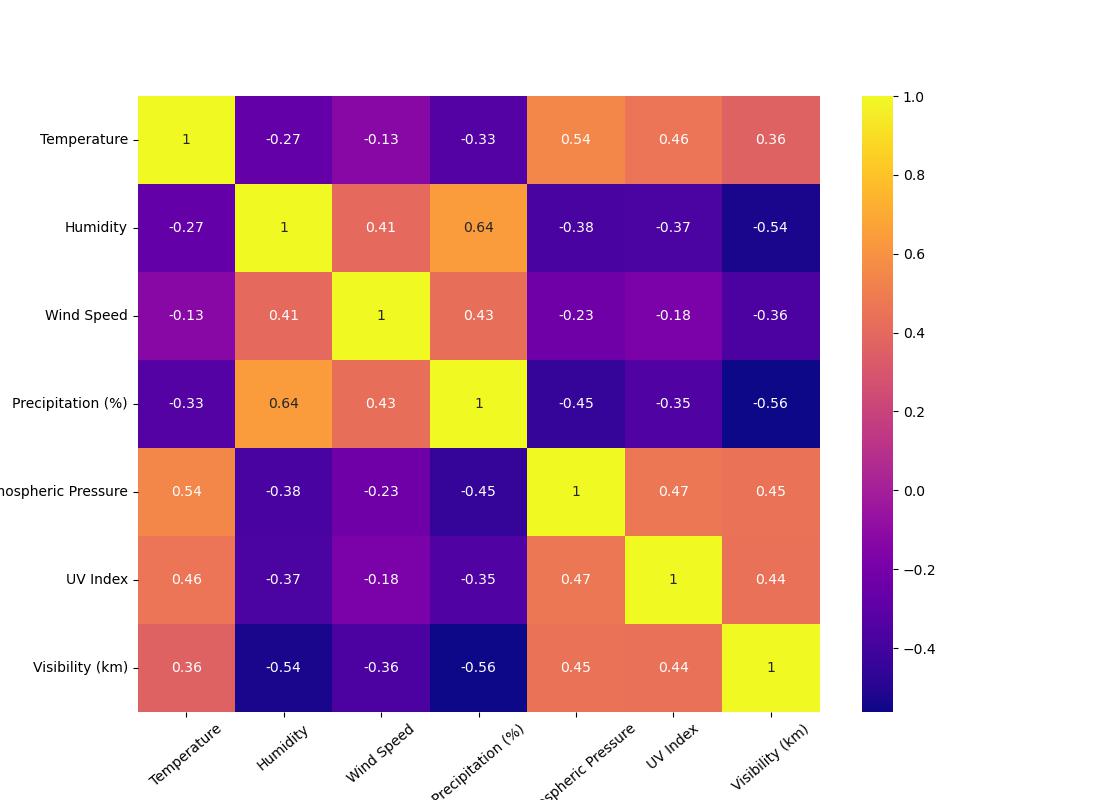 Temperature 1 -0.27 -0.13 -0.33 0.54 0.46 0.36
Humidity -0.27 1 0.41 0.64 -0.38 -0.37 -0.54
Wind Speed -0.13 0.41 1 0.43 -0.23 -0.18 -0.36
Precipitation (%) -0.33 0.64 0.43 1 -0.45 -0.35 -0.56
nospheric Pressure 0.54 -0.38 -0.23 -0.45 1 0.47 0.45
UV Index 0.46 -0.37 -0.18 -0.35 0.47 1 0.44
Visibility (km) 0.36 -0.54 -0.36 -0.56 0.45 0.44 1
Temperature
Humidity
Wind Speed
Precipitation (%)
spheric Pressure
UV Index
Visibility (km)
1.0
0.8
0.6
0.4
0.2
0.0
−0.2
−0.4